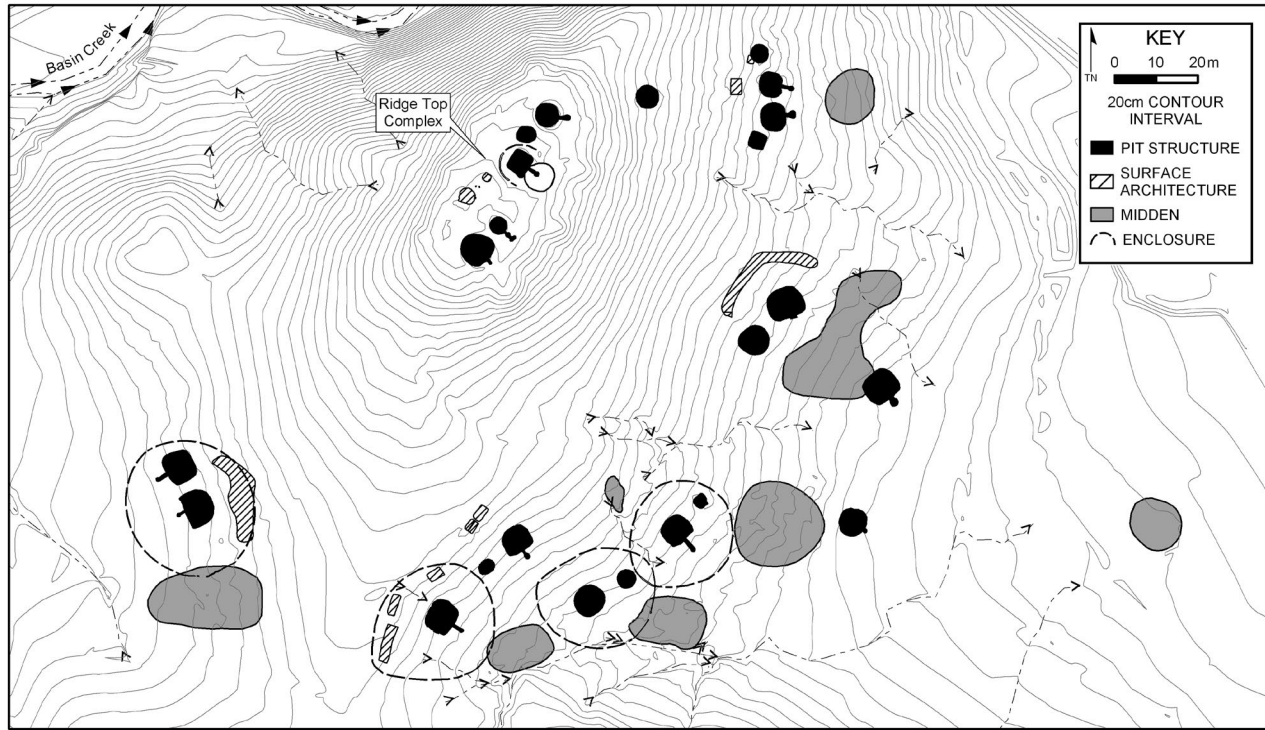 Basin Creek
Ridge Top
Complex
KEY
TN
0 10 20m
20cm CONTOUR
INTERVAL
PIT STRUCTURE
SURFACE
ARCHITECTURE
MIDDEN
ENCLOSURE